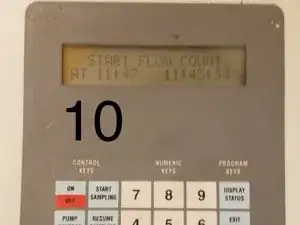 START FLOW COUNT
AT 11:47.
10
CONTROL KEYS
NUMERIC KEYS
PROGRAM KEYS
ON
OFF
START SAMPLING
7 8 9
DISPLAY STATUS
PUMP
RESUME
4 5 6
EXIT